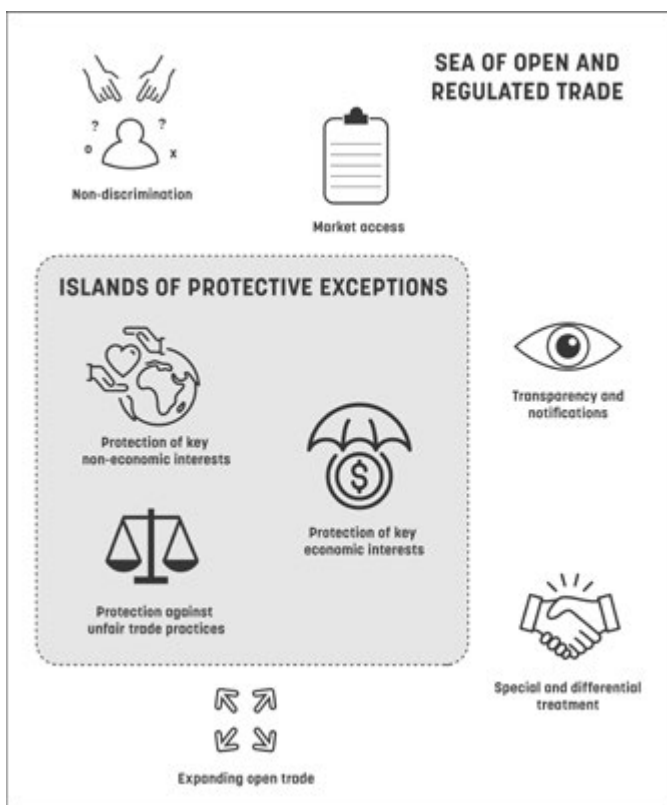 SEA OF OPEN AND
REGULATED TRADE
? ?
o x
Non-discrimination
Market access
ISLANDS OF PROTECTIVE EXCEPTIONS
Protection of key
non-economic interests
$
Protection of key
economic interests
Protection against
unfair trade practices
Transparency and
notifications
Special and differential
treatment
Expanding open trade